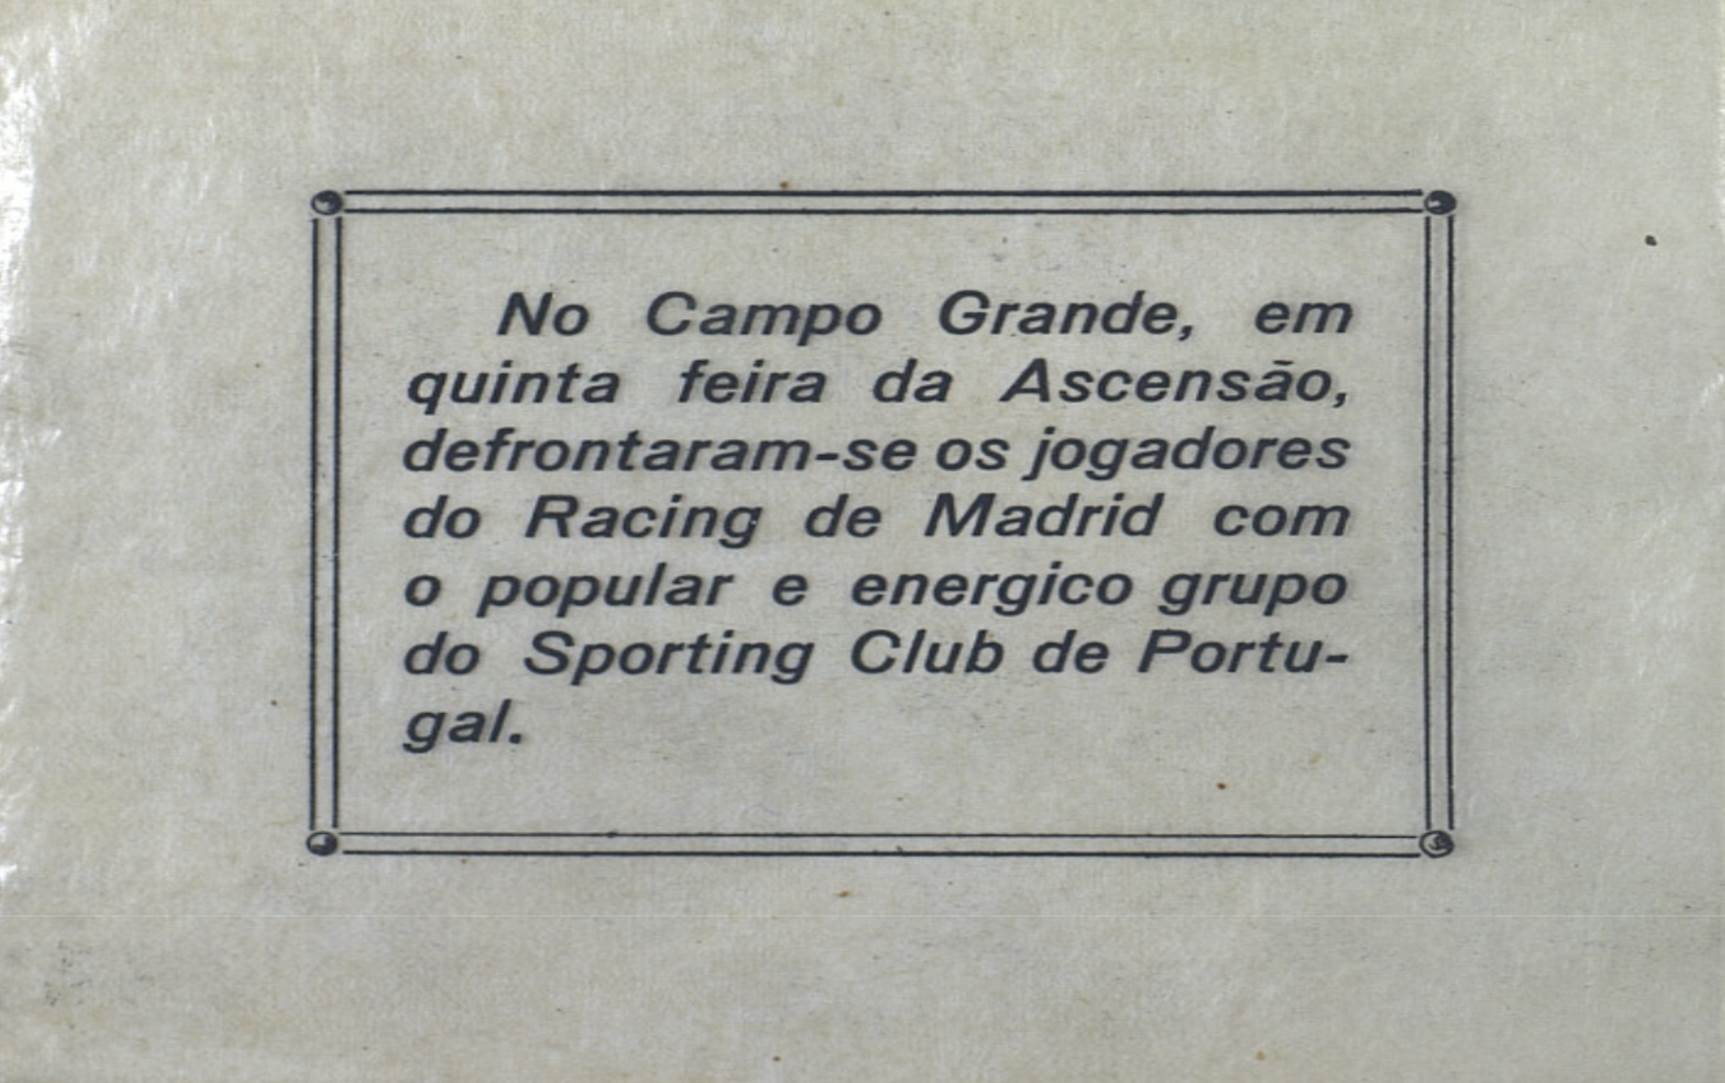 No Campo Grande, em
quinta feira da Ascensão,
defrontaram-se os jogadores
do Racing de Madrid com
o popular e energico grupo
do Sporting Club de Portu-
gal.